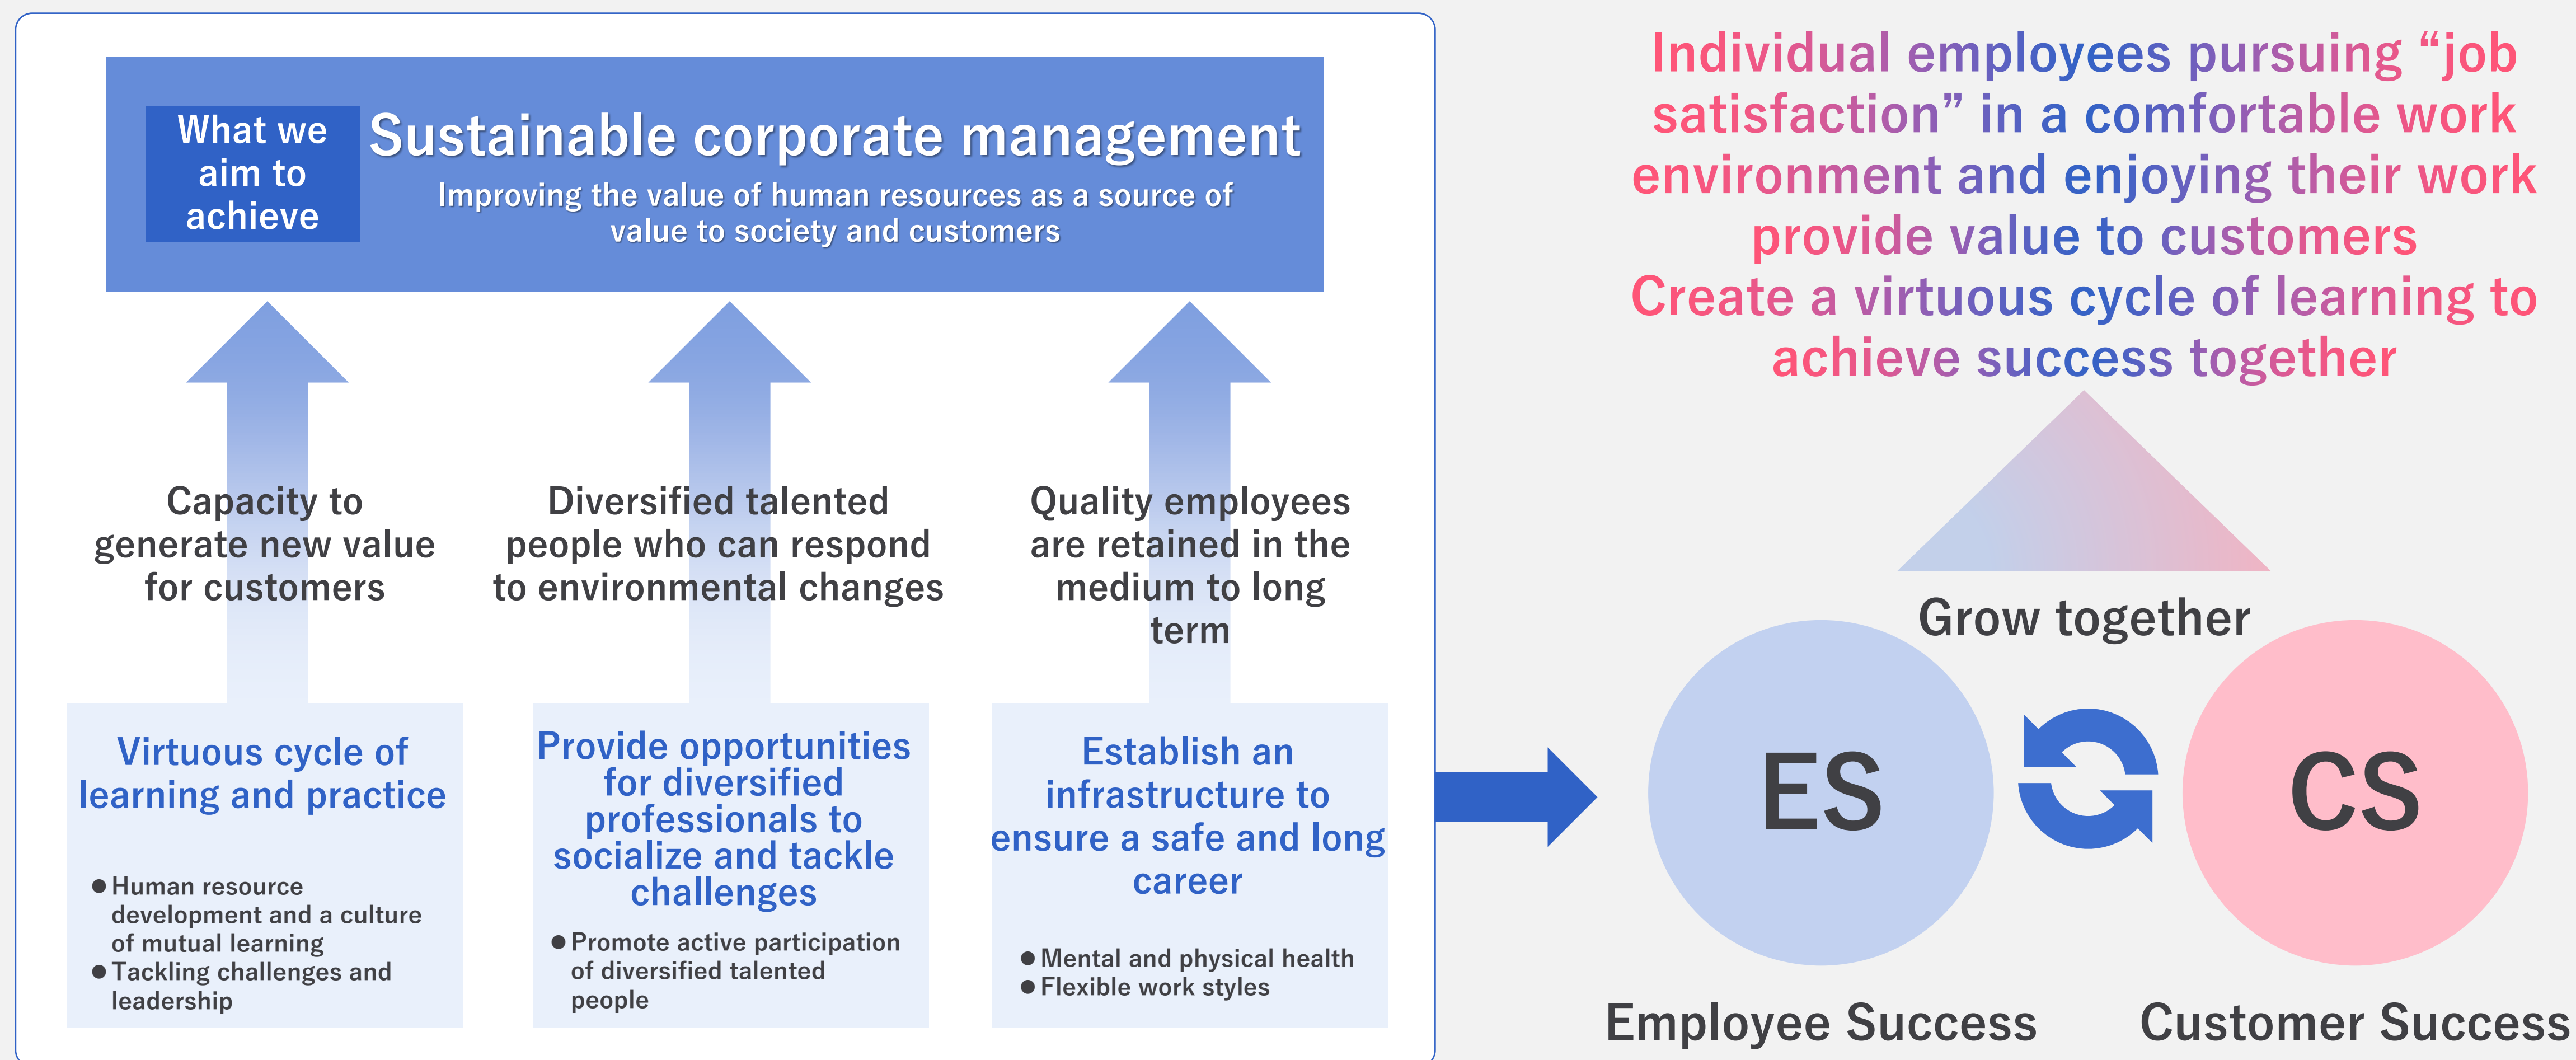 What we
aim to
achieve
Sustainable corporate management
Improving the value of human resources as a source of
value to society and customers
Capacity to
generate new value
for customers
Diversified talented
people who can respond
to environmental changes
Quality employees
are retained in the
medium to long
term
Virtuous cycle of
learning and practice
● Human resource
development and a culture
of mutual learning
● Tackling challenges and
leadership
Provide opportunities
for diversified
professionals to
socialize and tackle
challenges
● Promote active participation
of diversified talented
people
Establish an
infrastructure to
ensure a safe and long
career
● Mental and physical health
● Flexible work styles
Individual employees pursuing “job
satisfaction” in a comfortable work
environment and enjoying their work
provide value to customers
Create a virtuous cycle of learning to
achieve success together
Grow together
ES
CS
Employee Success
Customer Success